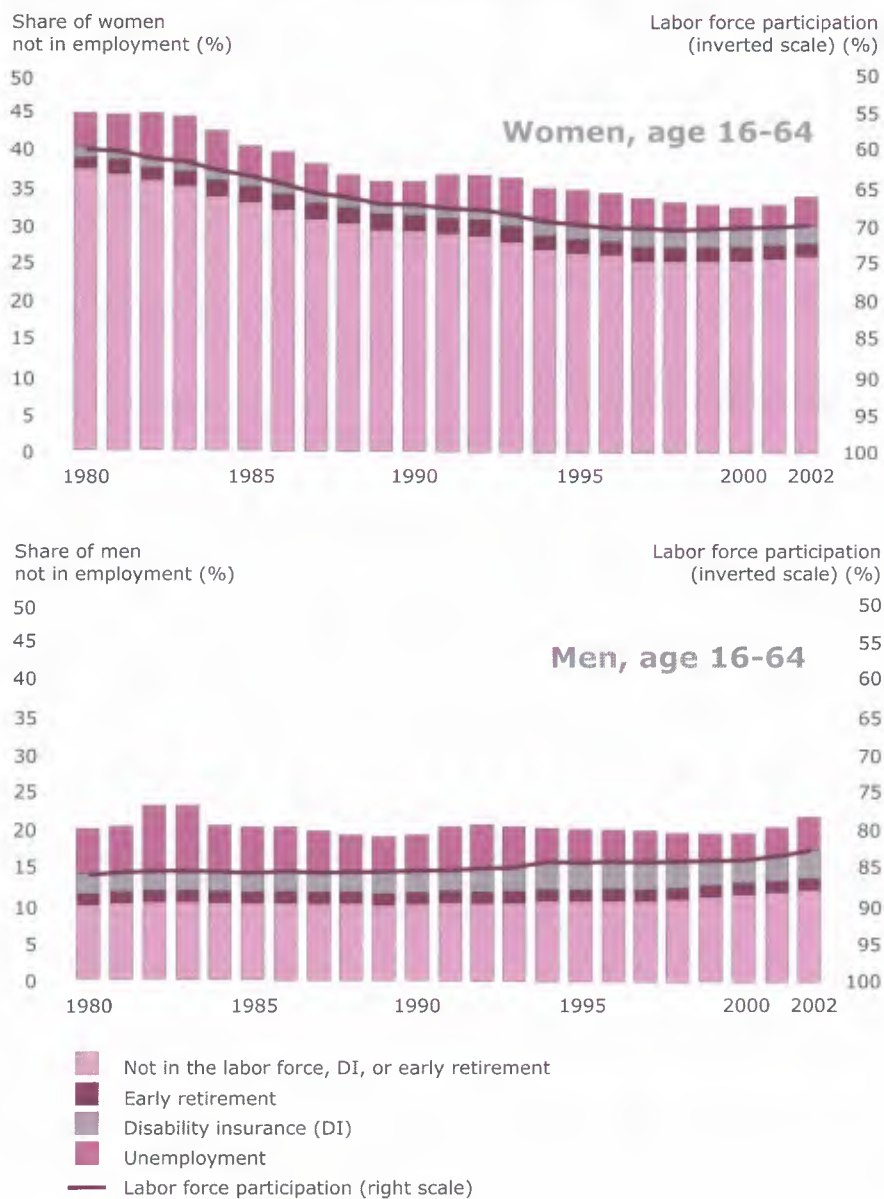 Share of women
not in employment (%)
Labor force participation
(inverted scale) (%)
50
45
40
35
30
25
20
15
10
5
0
50
55
60
65
70
75
80
85
90
95
100
Women, age 16-64
1980 1985 1990 1995 2000 2002
Share of men
not in employment (%)
Labor force participation
(inverted scale) (%)
50
45
40
35
30
25
20
15
10
5
0
50
55
60
65
70
75
80
85
90
95
100
Men, age 16-64
1980 1985 1990 1995 2000 2002
Not in the labor force, DI, or early retirement
Early retirement
Disability insurance (DI)
Unemployment
Labor force participation (right scale)